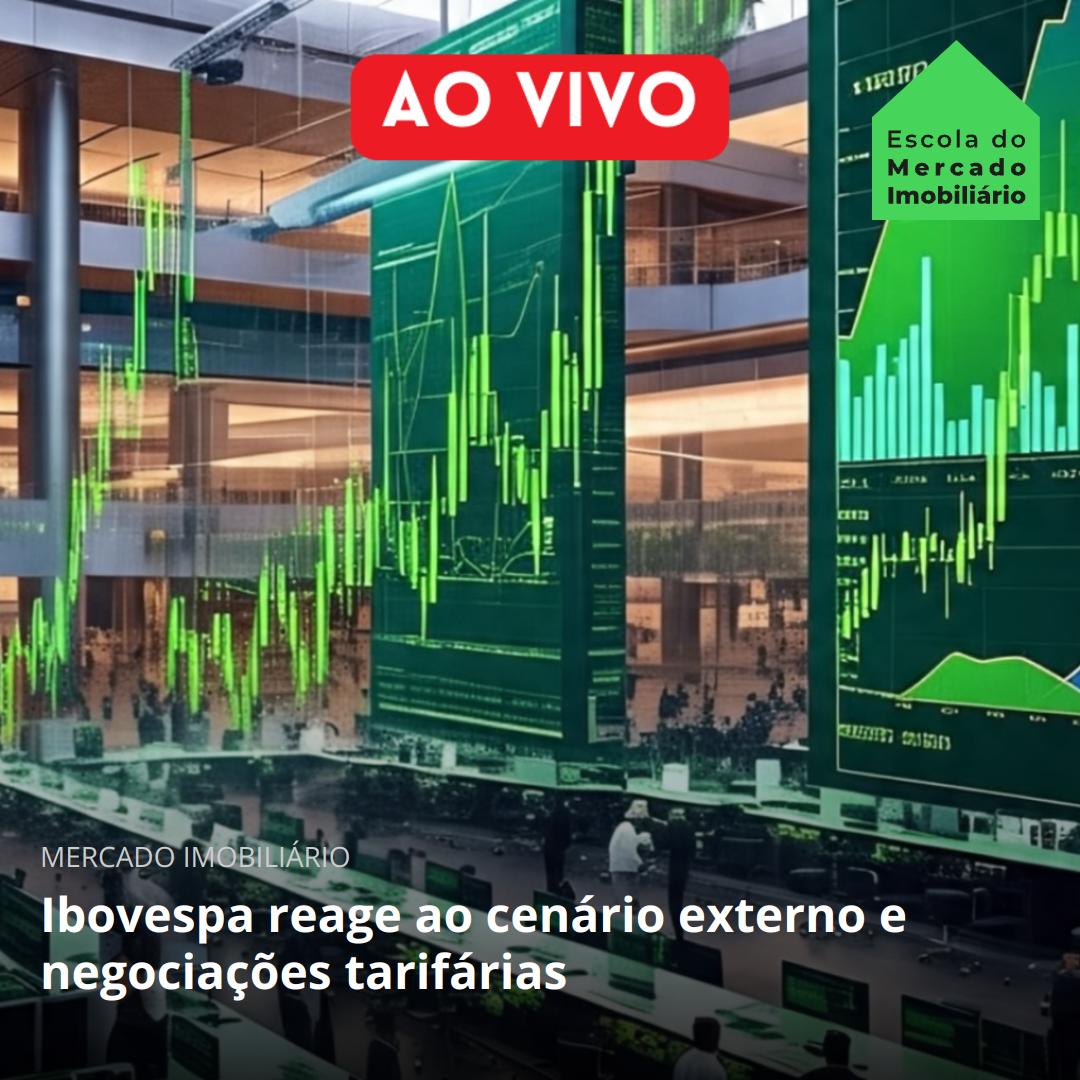 AO VIVO
Escola do
Mercado
Imobiliário
MERCADO IMOBILIÁRIO
Ibovespa reage ao cenário externo e
negociações tarifárias